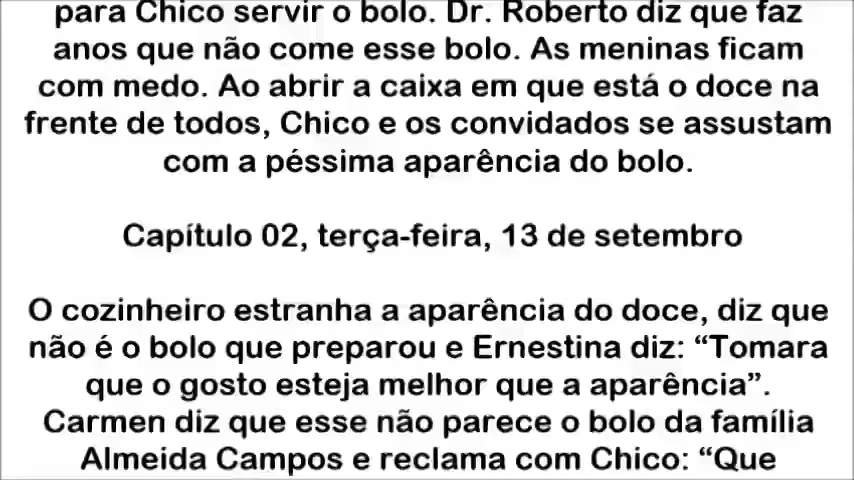 para Chico servir o bolo. Dr. Roberto diz que faz
anos que não come esse bolo. As meninas ficam
com medo. Ao abrir a caixa em que está o doce na
frente de todos, Chico e os convidados se assustam
com a péssima aparência do bolo.
Capítulo 02, terça-feira, 13 de setembro
O cozinheiro estranha a aparência do doce, diz que
não é o bolo que preparou e Ernestina diz: “Tomara
que o gosto esteja melhor que a aparência”.
Carmen diz que esse não parece o bolo da família
Almeida Campos e reclama com Chico: “Que